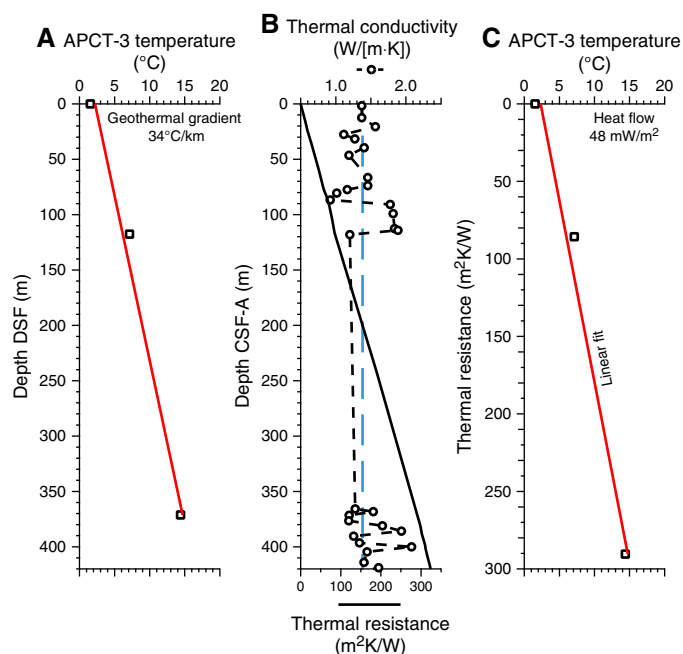 A
APCT-3 temperature
(°C)
0 5 10 15 20
Geothermal gradient
34°C/km
0
50
100
150
200
250
300
350
400
Depth DSF (m)
B
Thermal conductivity
(W/[m·K])
1.0 2.0
0
50
100
150
200
250
300
350
400
Depth CSF-A (m)
0 100 200 300
Thermal resistance
(m²K/W)
C
APCT-3 temperature
(°C)
0 5 10 15 20
Heat flow
48 mW/m²
0
50
100
150
200
250
300
Thermal resistance (m²K/W)
Linear fit